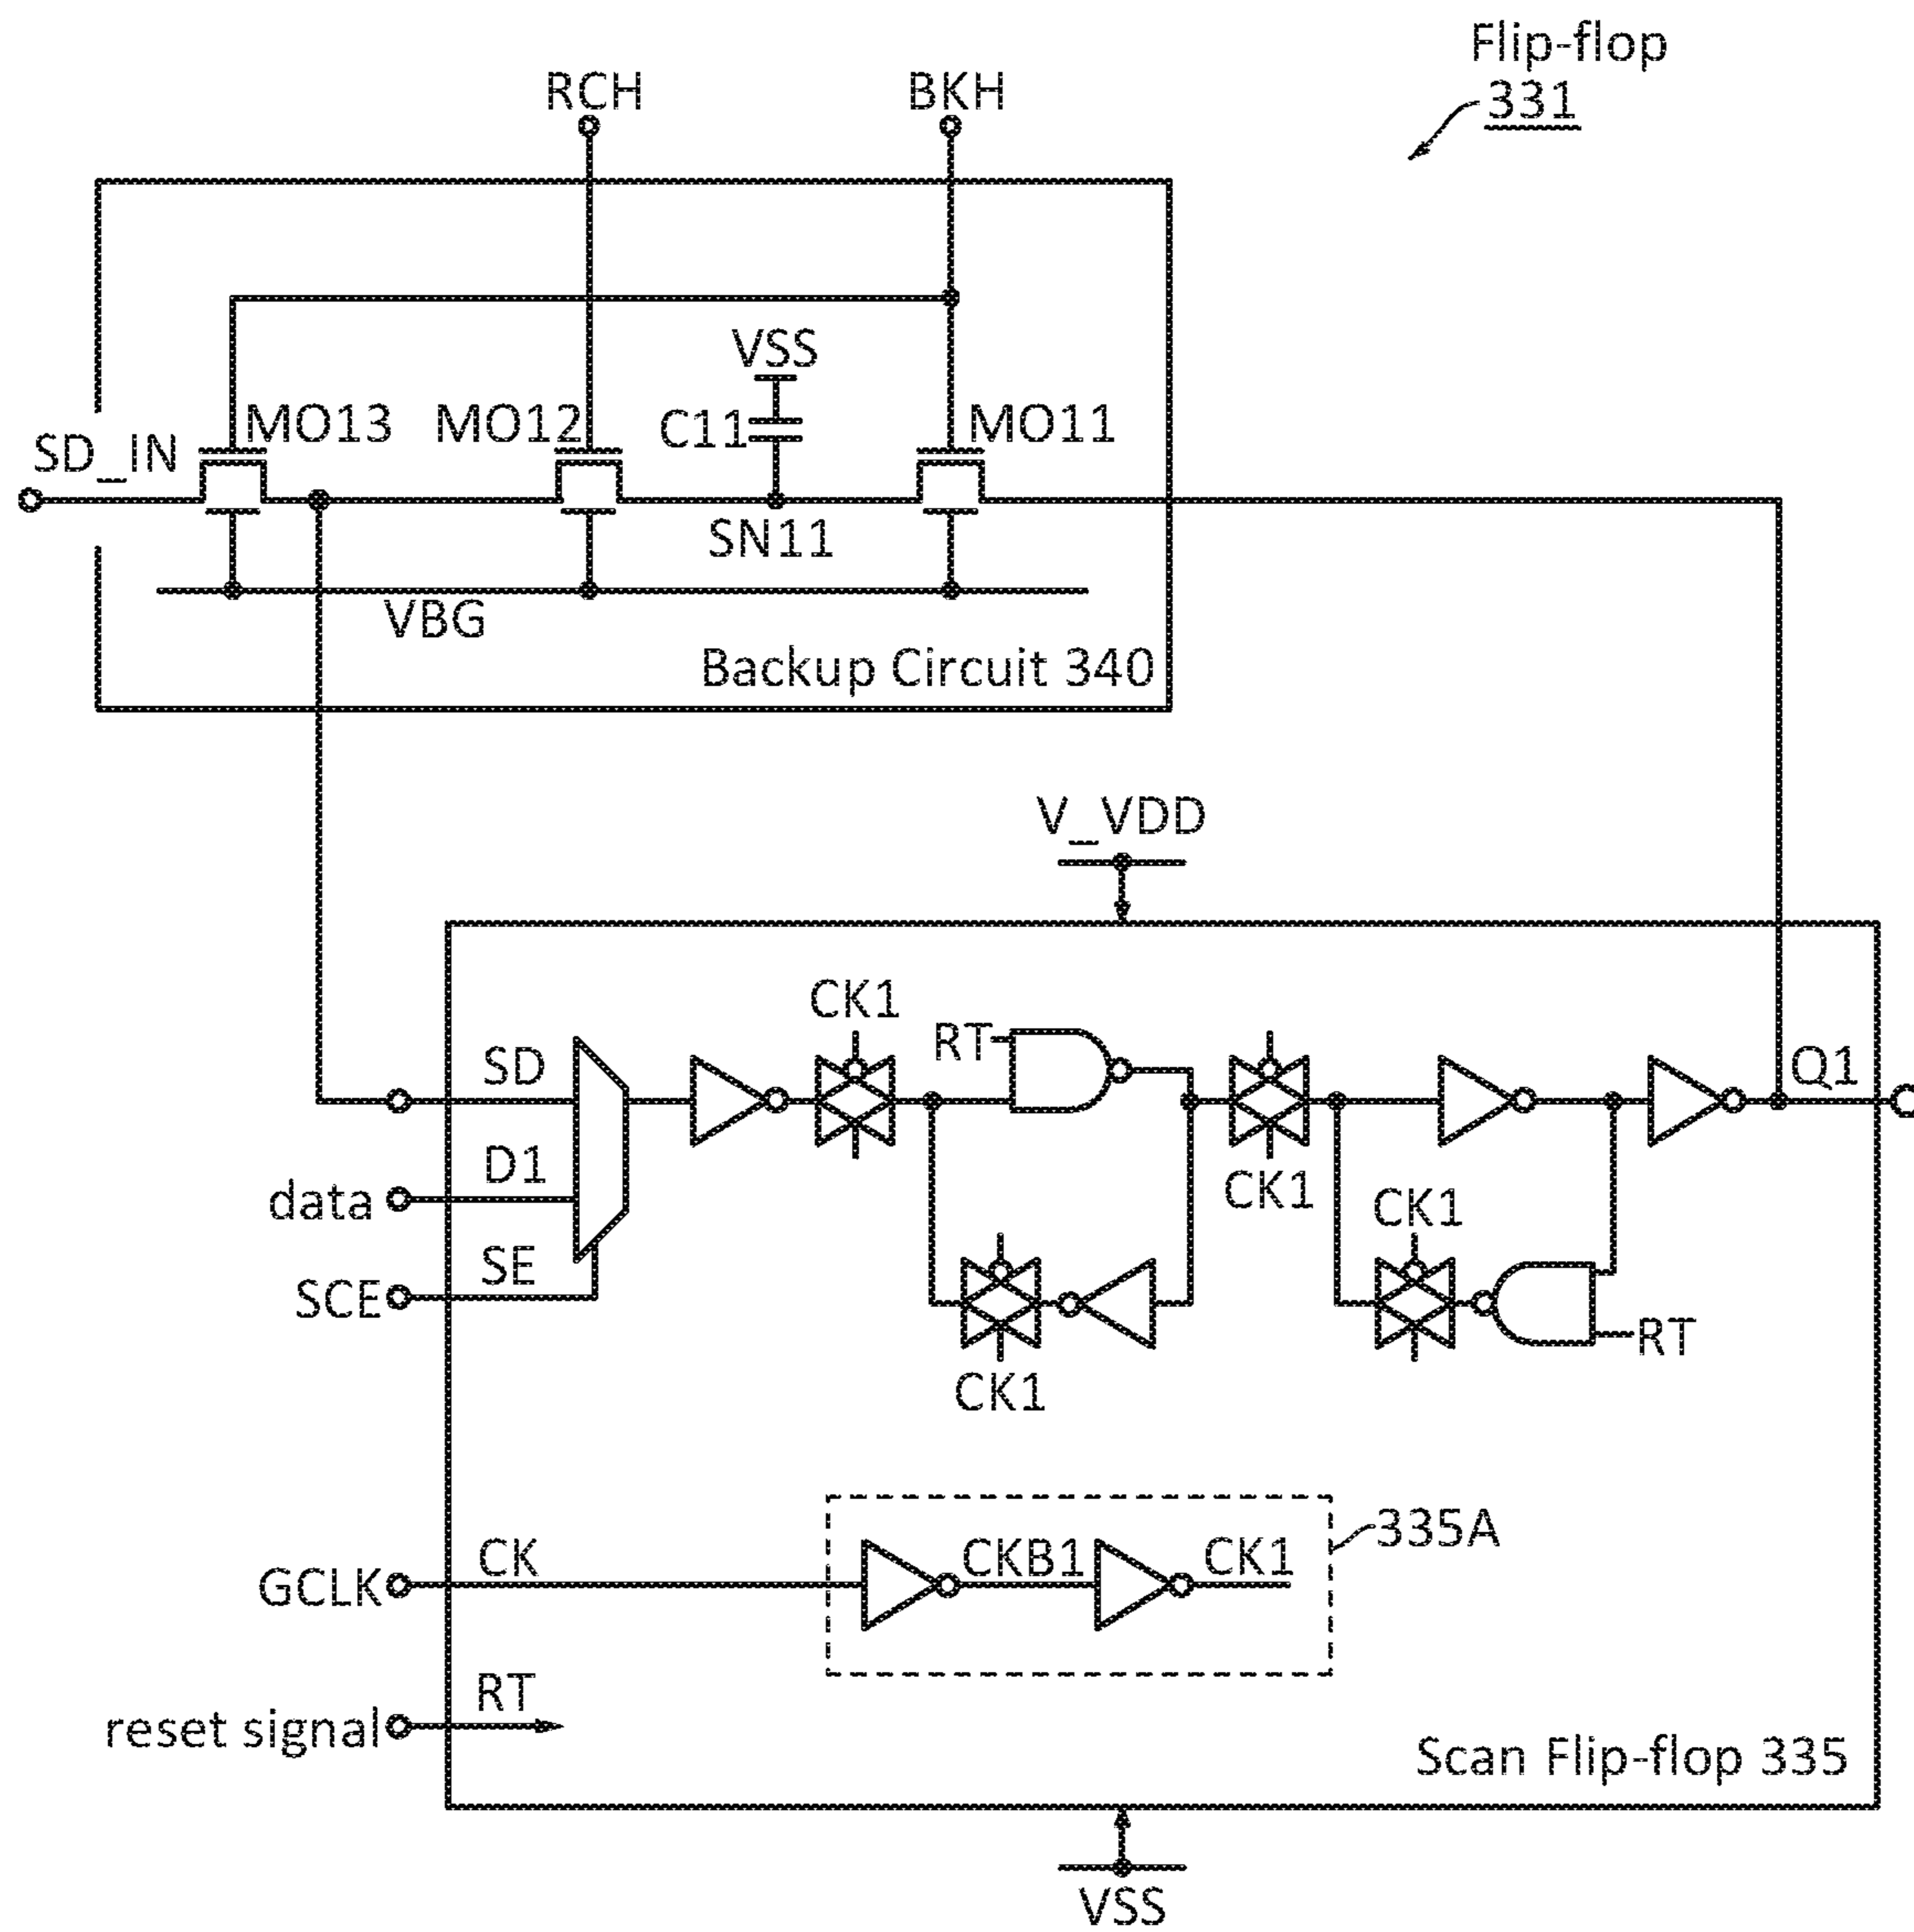 Flip-flop
331
RCH
BKH
VSS
MO13
MO12
C11
MO11
SD_IN
SN11
VBG
Backup Circuit 340
V_VDD
CK1
RT
SD
Q1
D1
CK1
CK1
data
SE
SCE
RT
CK1
335A
CK
CKB1
CK1
GCLK
RT
reset signal
Scan Flip-flop 335
VSS